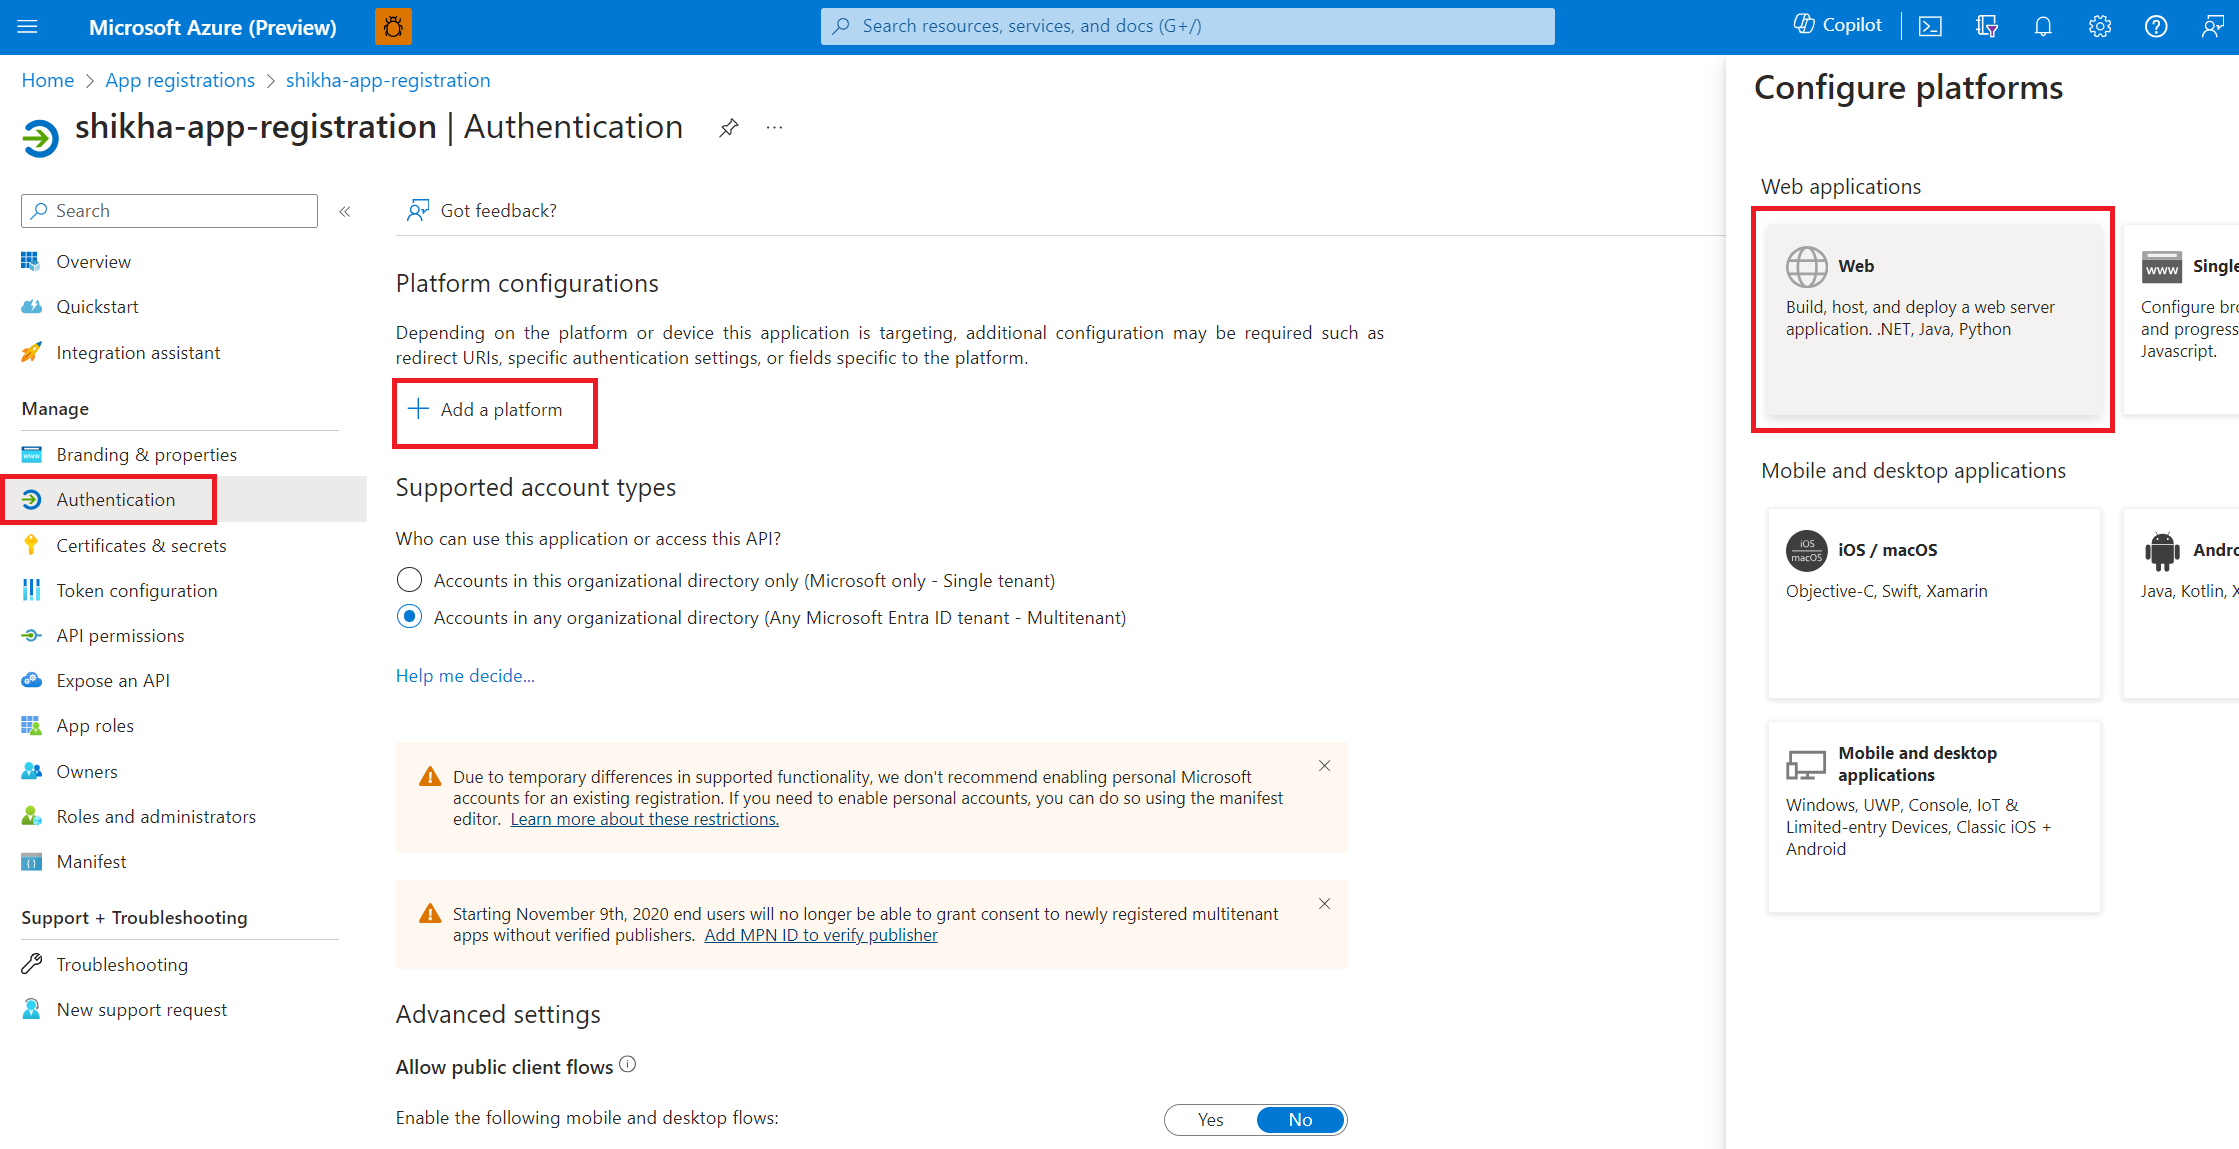 Microsoft Azure (Preview)
Search resources, services, and docs (G+/)
Copilot
Home > App registrations > shikha-app-registration
shikha-app-registration | Authentication
Search
Overview
Quickstart
Integration assistant
Manage
Branding & properties
Authentication
Certificates & secrets
Token configuration
API permissions
Expose an API
App roles
Owners
Roles and administrators
Manifest
Support + Troubleshooting
Troubleshooting
New support request
Got feedback?
Platform configurations
Depending on the platform or device this application is targeting, additional configuration may be required such as
redirect URIs, specific authentication settings, or fields specific to the platform.
Add a platform
Supported account types
Who can use this application or access this API?
Accounts in this organizational directory only (Microsoft only - Single tenant)
Accounts in any organizational directory (Any Microsoft Entra ID tenant - Multitenant)
Help me decide...
Due to temporary differences in supported functionality, we don't recommend enabling personal Microsoft
accounts for an existing registration. If you need to enable personal accounts, you can do so using the manifest
editor. Learn more about these restrictions.
Starting November 9th, 2020 end users will no longer be able to grant consent to newly registered multitenant
apps without verified publishers. Add MPN ID to verify publisher
Advanced settings
Allow public client flows
Enable the following mobile and desktop flows:
Yes No
Configure platforms
Web applications
Web
Build, host, and deploy a web server
application. .NET, Java, Python
www
Single
Configure bro
and progress
Javascript.
Mobile and desktop applications
iOS
macOS
iOS / macOS
Objective-C, Swift, Xamarin
Andro
Java, Kotlin, X
Mobile and desktop
applications
Windows, UWP, Console, IoT &
Limited-entry Devices, Classic iOS +
Android